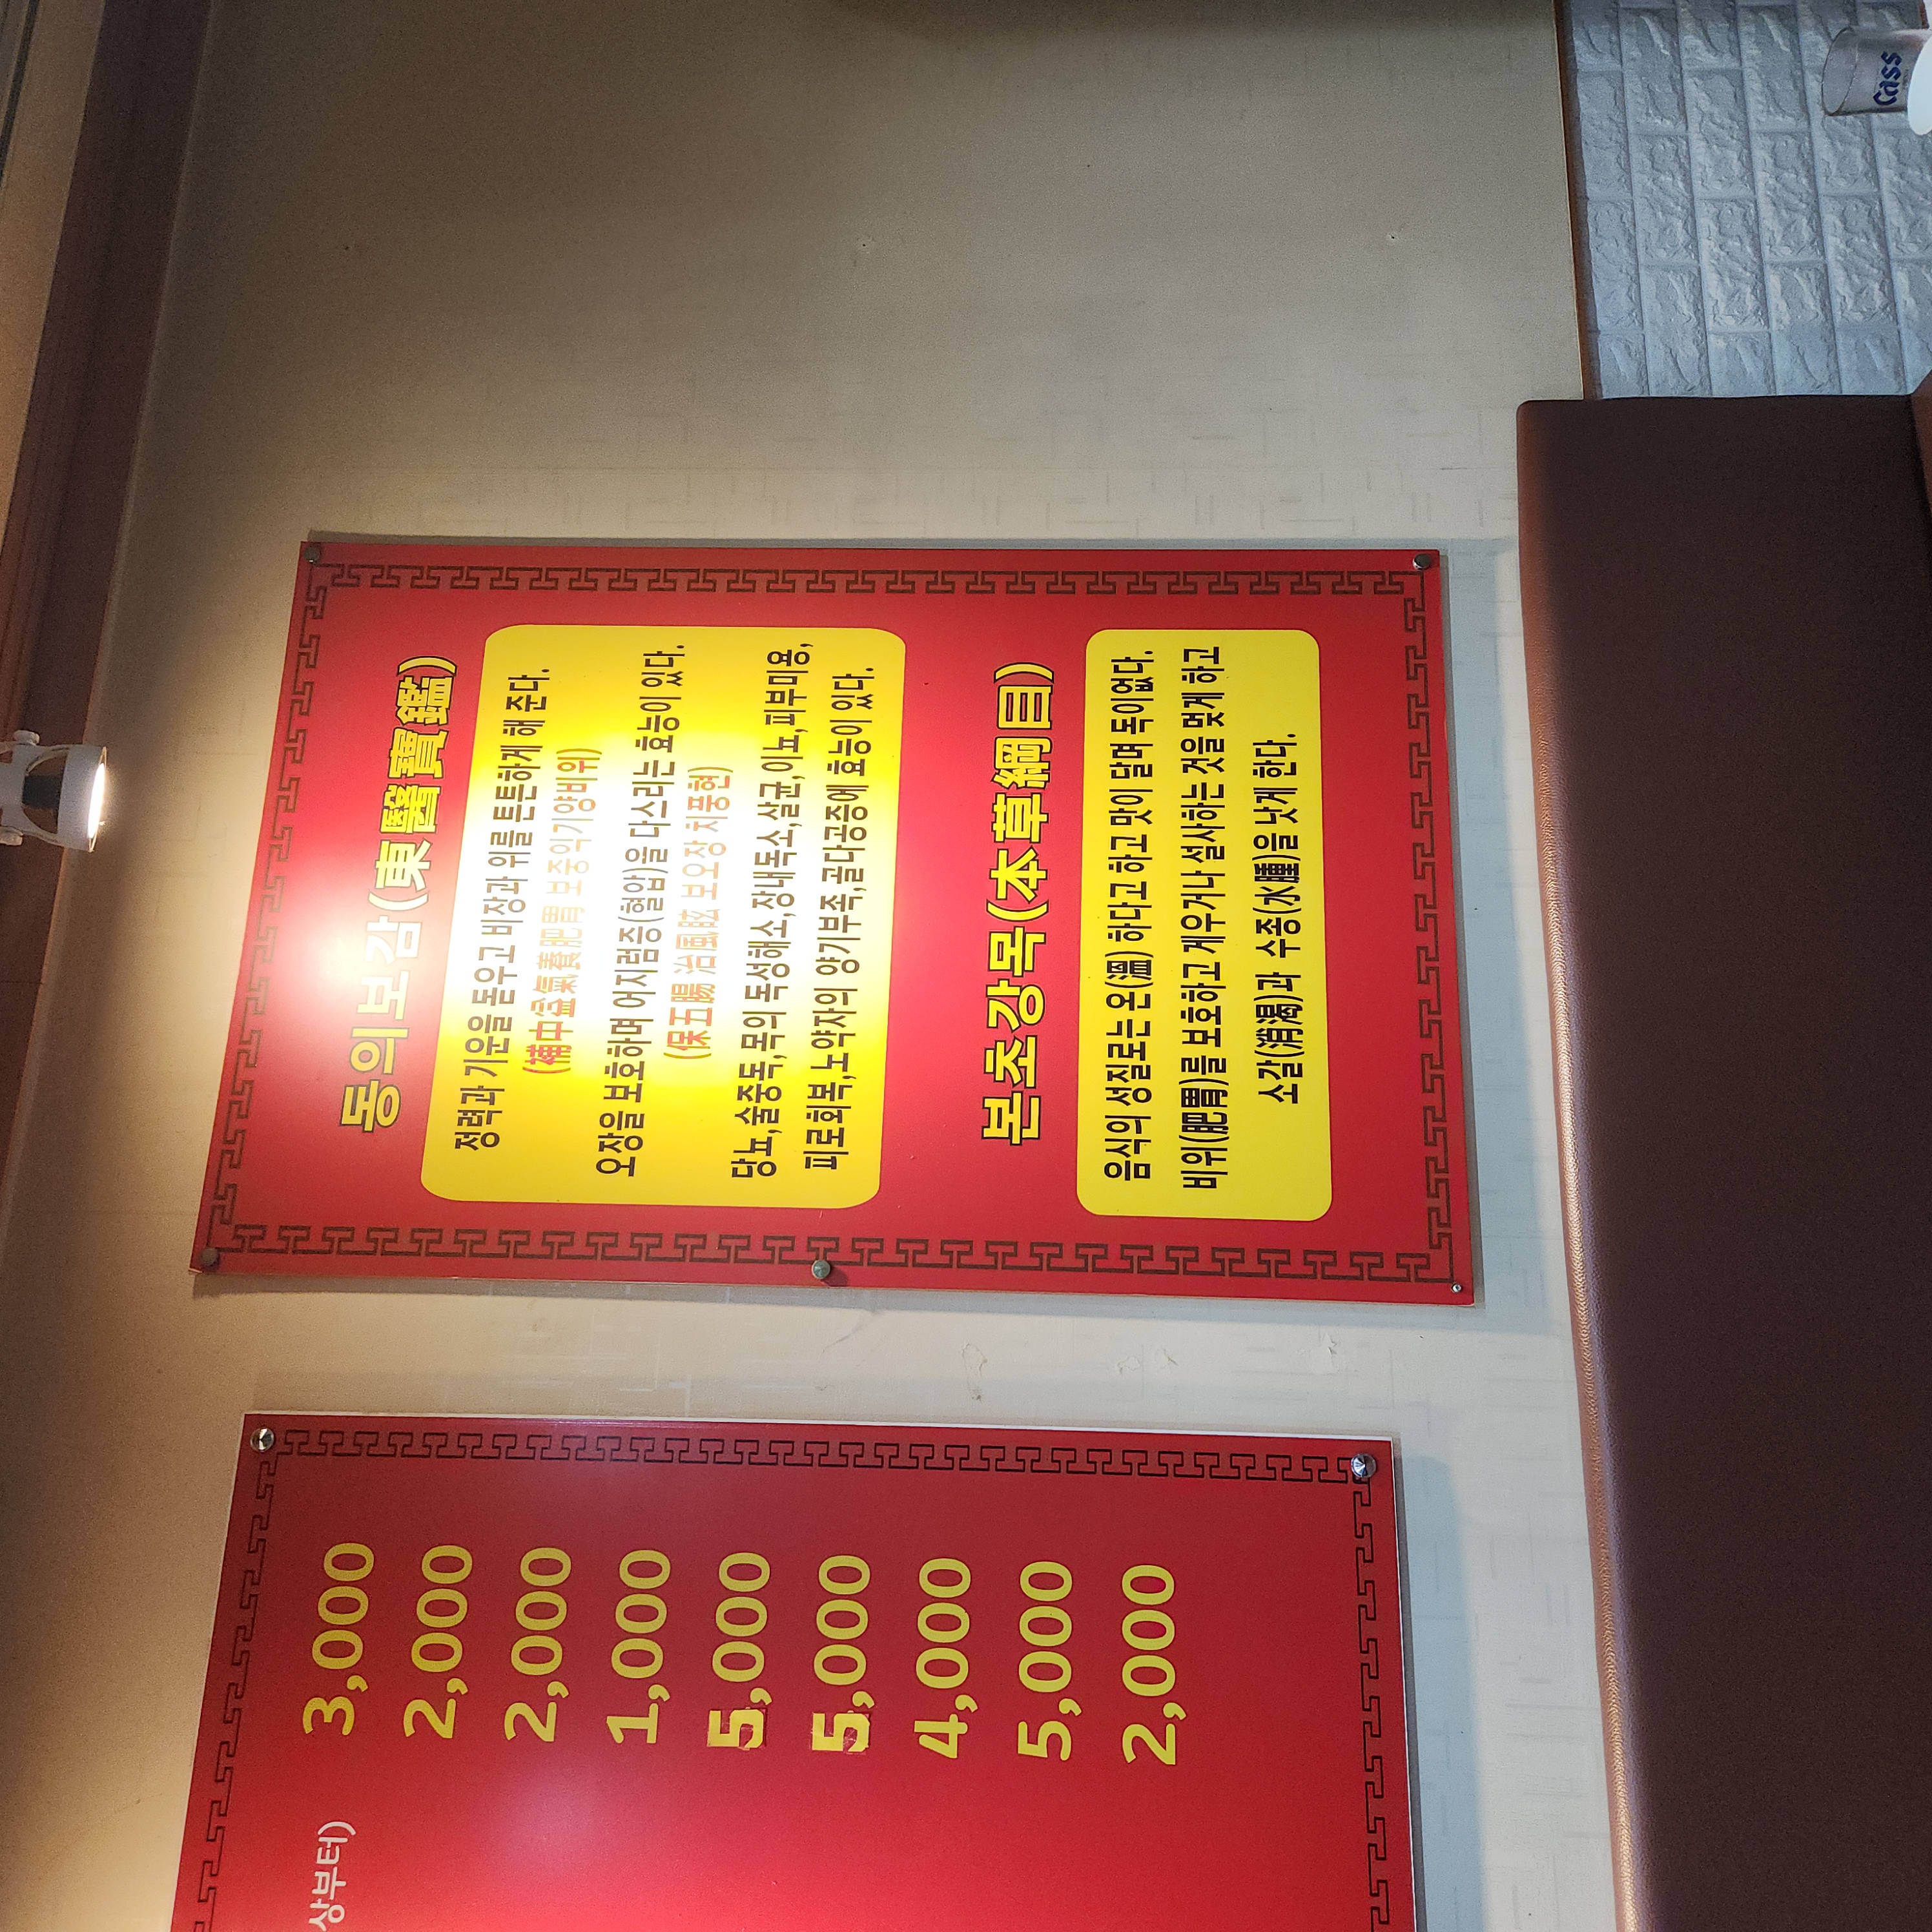 동의보감(東醫寶鑑)
정력과 기운을 돋우고 비장과 위를 튼튼하게 해 준다.
(補中益氣養肥胃 보중익기양비위)
오장을 보호하며 어지럼증(혈압)을 다스리는 효능이 있다.
(保五腸 治風眩 보오장 치풍현)
당뇨,술중독,목의 독성해소,장내독소,살균,이뇨,피부미용,
피로회복,노약자의 양기부족,골다공증에 효능이 있다.
본초강목(本草綱目)
음식의 성질로는 온(溫) 하다고 하고 맛이 달며 독이없다.
비위(肥胃)를 보호하고 게우거나 설사하는 것을 멎게 하고
소갈(消渴)과 수종(水腫)을 낫게 한다.
상부터)
3,000
2,000
2,000
1,000
5,000
5,000
4,000
5,000
2,000
Cass